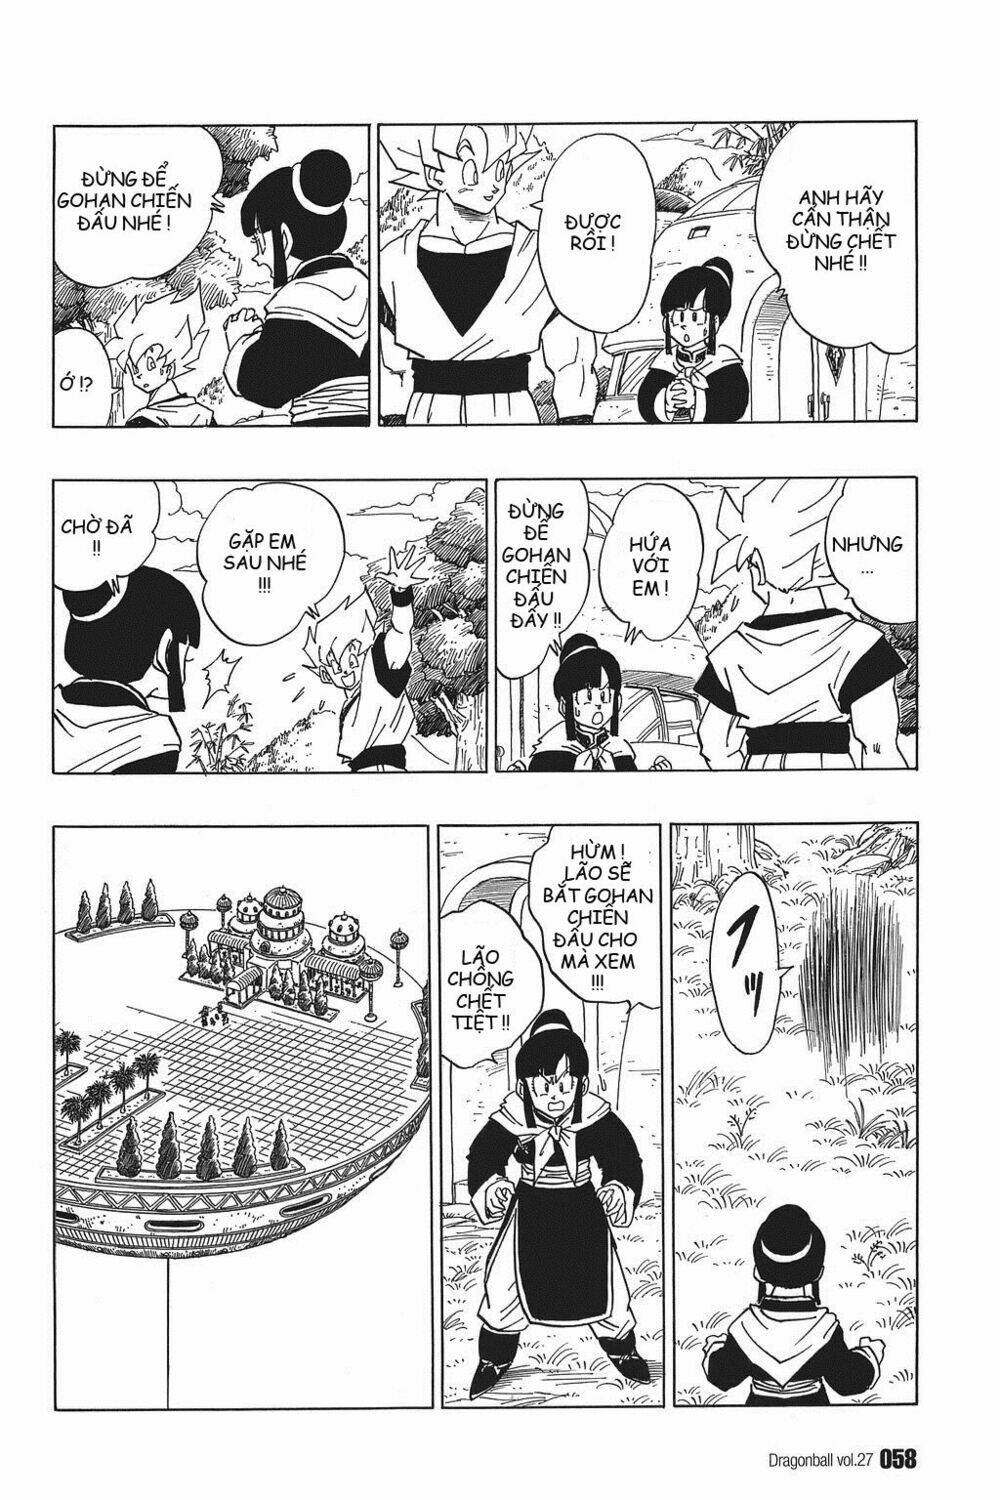 ANH HÃY
CẨN THẬN
ĐỪNG CHẾT
NHÉ !!
ĐƯỢC
RỒI !
ĐỪNG ĐỂ
GOHAN CHIẾN
ĐẤU NHÉ !
Ớ !?
NHƯNG
...
HỨA
VỚI
EM !
ĐỪNG
ĐỂ
GOHAN
CHIẾN
ĐẤU
ĐẤY !!
GẶP EM
SAU NHÉ
!!!
CHỜ ĐÃ
!!
フッ
HỪM !
LÃO SẼ
BẮT GOHAN
CHIẾN
ĐẤU CHO
MÀ XEM
!!!
LÃO
CHỒNG
CHẾT
TIỆT !!
Dragonball vol.27 058